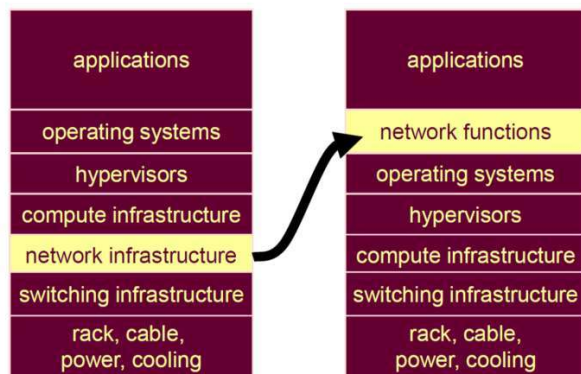 applications
operating systems
hypervisors
compute infrastructure
network infrastructure
switching infrastructure
rack, cable,
power, cooling
applications
network functions
operating systems
hypervisors
compute infrastructure
switching infrastructure
rack, cable,
power, cooling